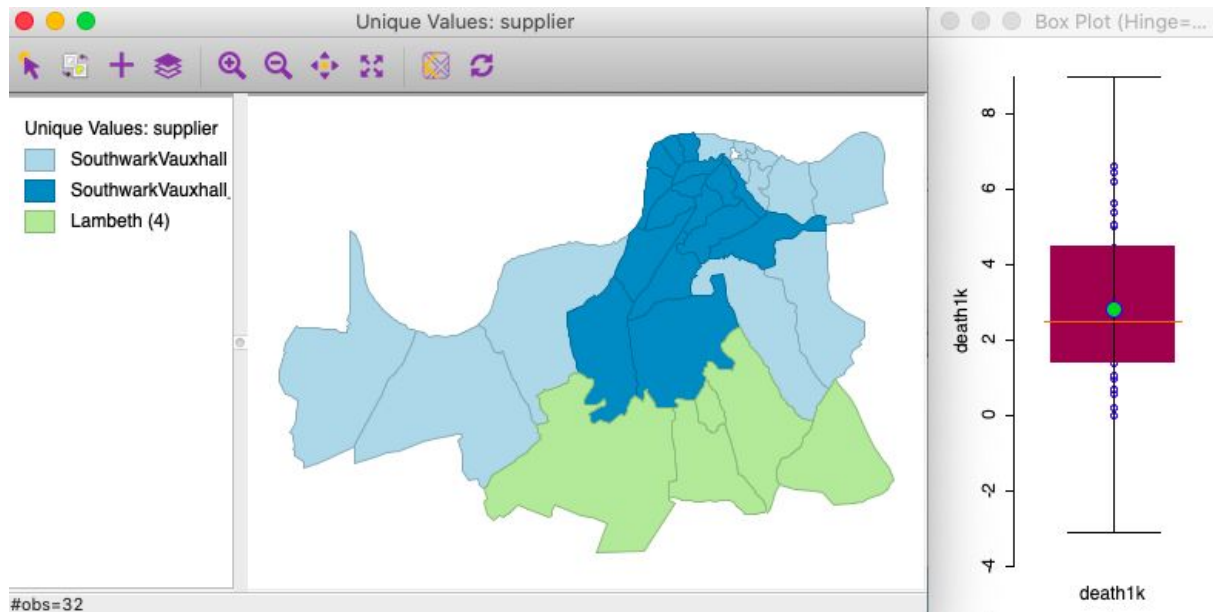 Unique Values: supplier
Unique Values: supplier
SouthwarkVauxhall
SouthwarkVauxhall_
Lambeth (4)
#obs=32
Box Plot (Hinge=...
8
6
4
2
0
-2
-4
death1k
death1k